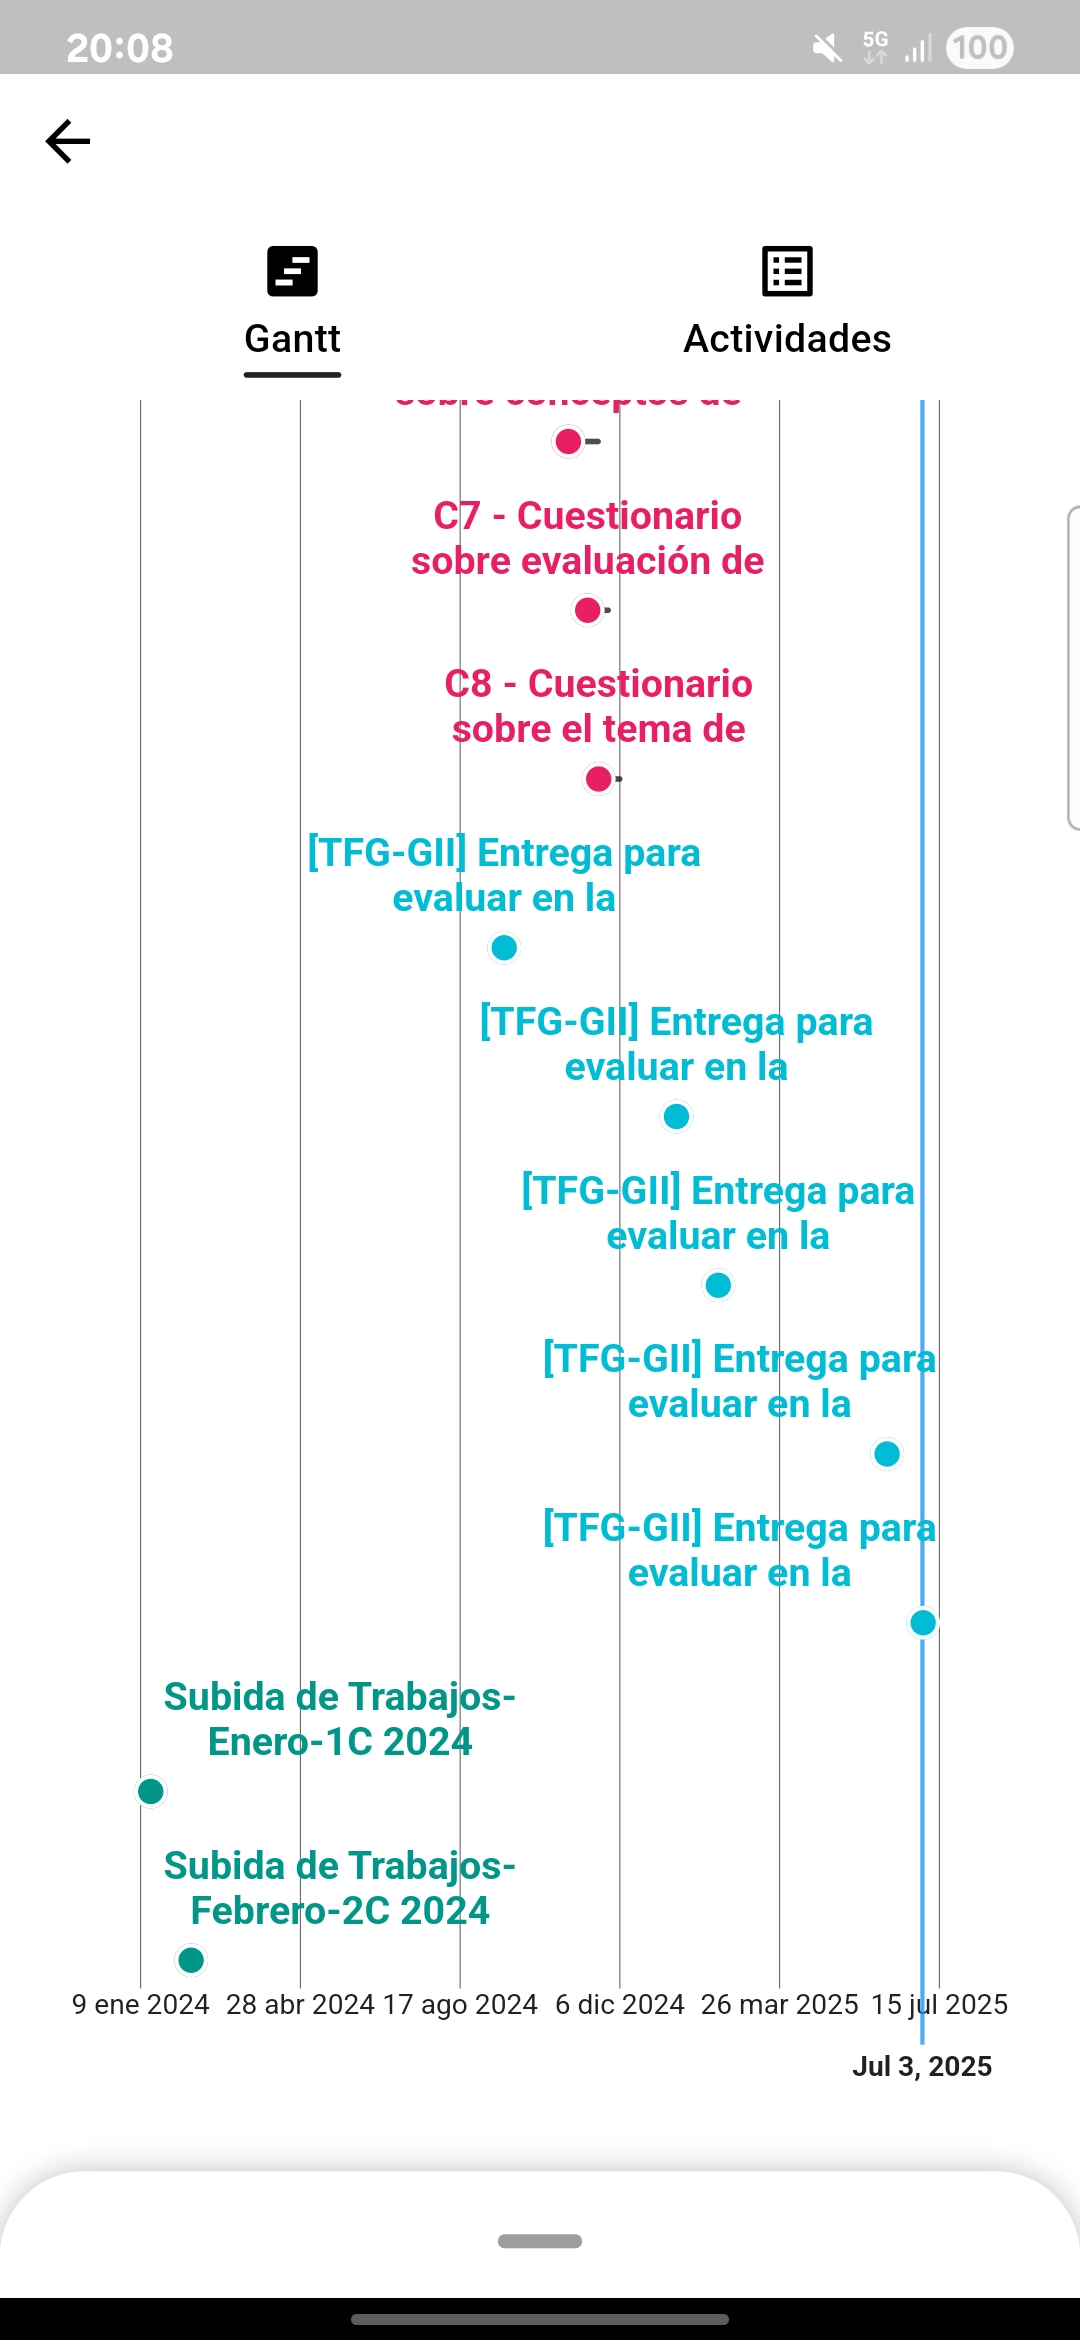 20:08
5G
100
Gantt
Actividades
sobre conceptos de
C7 - Cuestionario
sobre evaluación de
C8 - Cuestionario
sobre el tema de
[TFG-GII] Entrega para
evaluar en la
[TFG-GII] Entrega para
evaluar en la
[TFG-GII] Entrega para
evaluar en la
[TFG-GII] Entrega para
evaluar en la
[TFG-GII] Entrega para
evaluar en la
Subida de Trabajos-
Enero-1C 2024
Subida de Trabajos-
Febrero-2C 2024
9 ene 2024 28 abr 2024 17 ago 2024 6 dic 2024 26 mar 2025 15 jul 2025
Jul 3, 2025